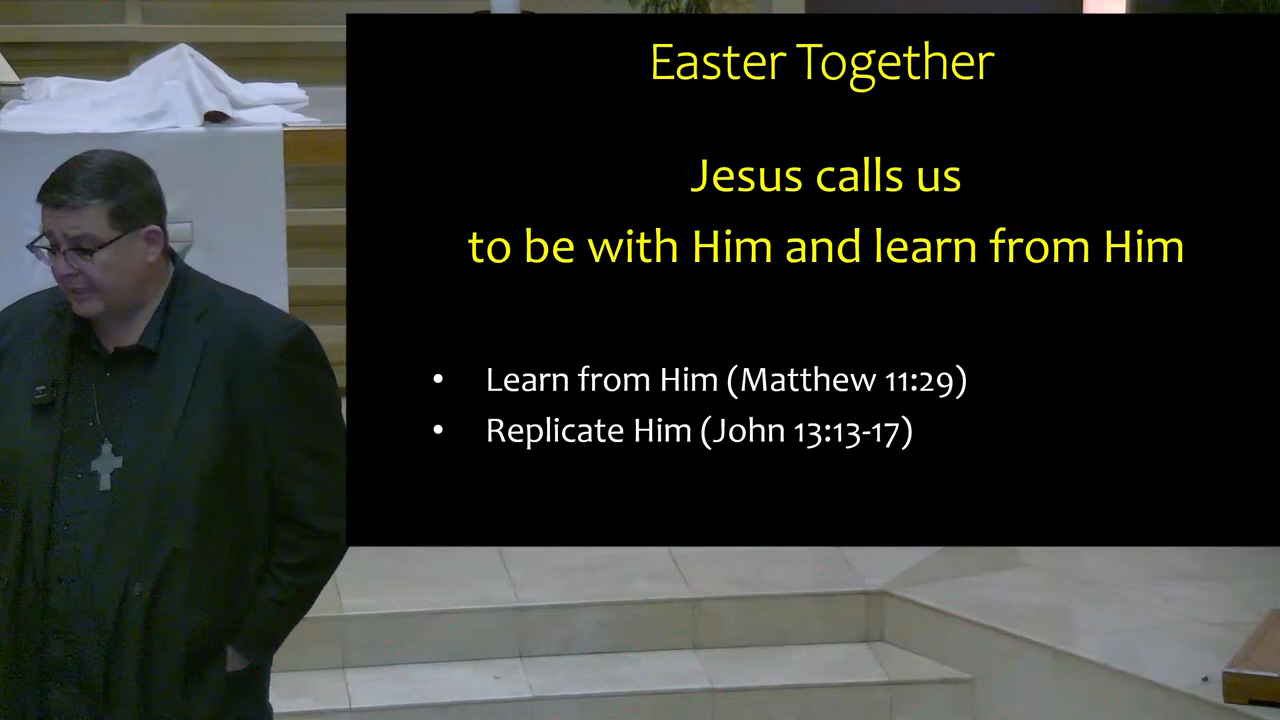 Easter Together
Jesus calls us
to be with Him and learn from Him
• Learn from Him (Matthew 11:29)
• Replicate Him (John 13:13-17)